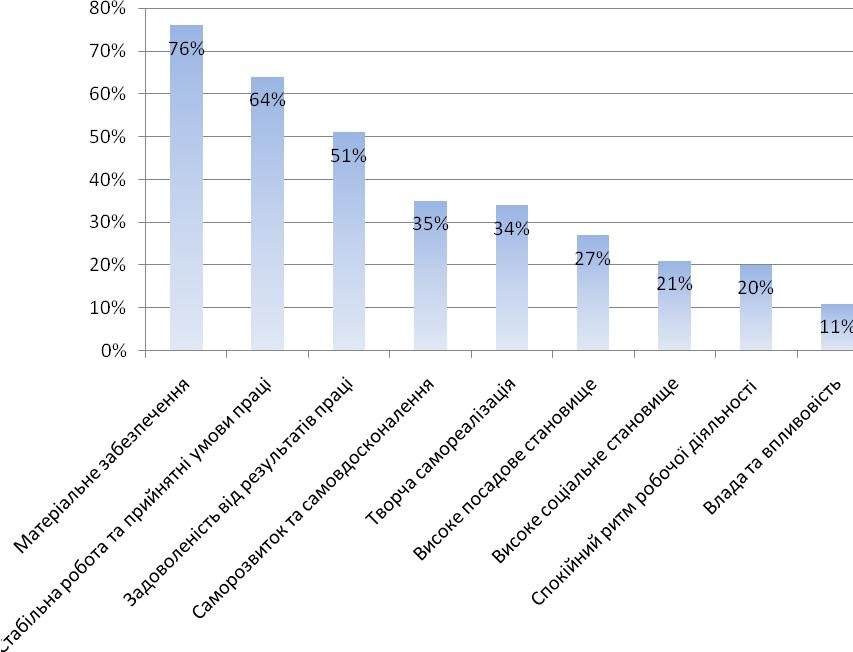 80%
70%
60%
50%
40%
30%
20%
10%
0%
76%
64%
51%
35%
34%
27%
21%
20%
11%
Матеріальне забезпечення
Стабільна робота та прийнятні умови праці
Задоволеність від результатів праці
Саморозвиток та самовдосконалення
Творча самореалізація
Високе посадове становище
Високе соціальне становище
Спокійний ритм робочої діяльності
Влада та впливовість